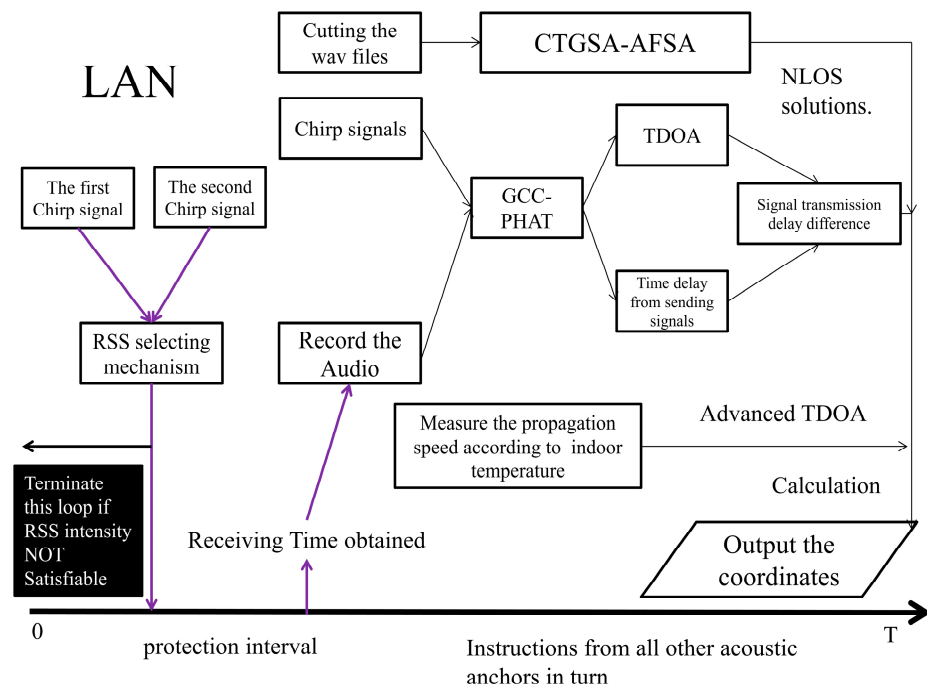 Cutting the
wav files
CTGSA-AFSA
LAN
NLOS
solutions.
Chirp signals
TDOA
The first
Chirp signal
The second
Chirp signal
GCC-
PHAT
Signal transmission
delay difference
Time delay
from sending
signals
RSS selecting
mechanism
Record the
Audio
Measure the propagation
speed according to indoor
temperature
Advanced TDOA
Terminate
this loop if
RSS intensity
NOT
Satisfiable
Calculation
Receiving Time obtained
Output the
coordinates
0
T
protection interval
Instructions from all other acoustic
anchors in turn